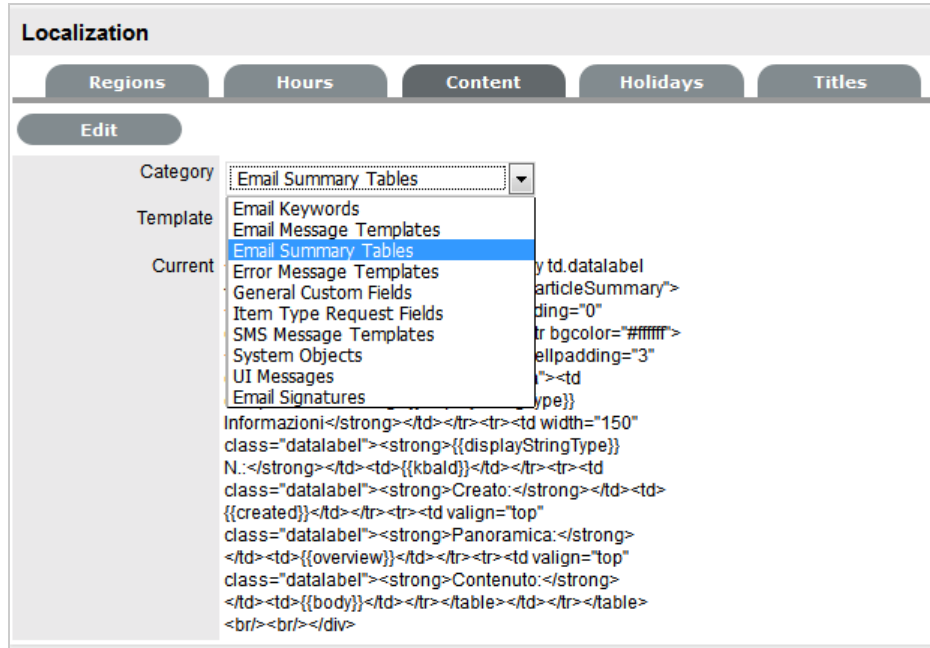 Localization
Regions Hours Content Holidays Titles
Edit
Category Email Summary Tables
Email Keywords
Template Email Message Templates
Email Summary Tables
Current Error Message Templates y td.datalabel
General Custom Fields articleSummary">
Item Type Request Fields ding="0"
SMS Message Templates tr bgcolor="#ffffff">
System Objects ellpadding="3"
UI Messages "><td
Email Signatures ype}}
Informazioni</strong></td></tr><tr><td width="150"
class="datalabel"><strong>{{displayStringType}}
N.:</strong></td><td>{{kbaId}}</td></tr><tr><td
class="datalabel"><strong>Creato:</strong></td><td>
{{created}}</td></tr><tr><td valign="top"
class="datalabel"><strong>Panoramica:</strong>
</td><td>{{overview}}</td></tr><tr><td valign="top"
class="datalabel"><strong>Contenuto:</strong>
</td><td>{{body}}</td></tr></table></td></tr></table>
<br/><br/></div>